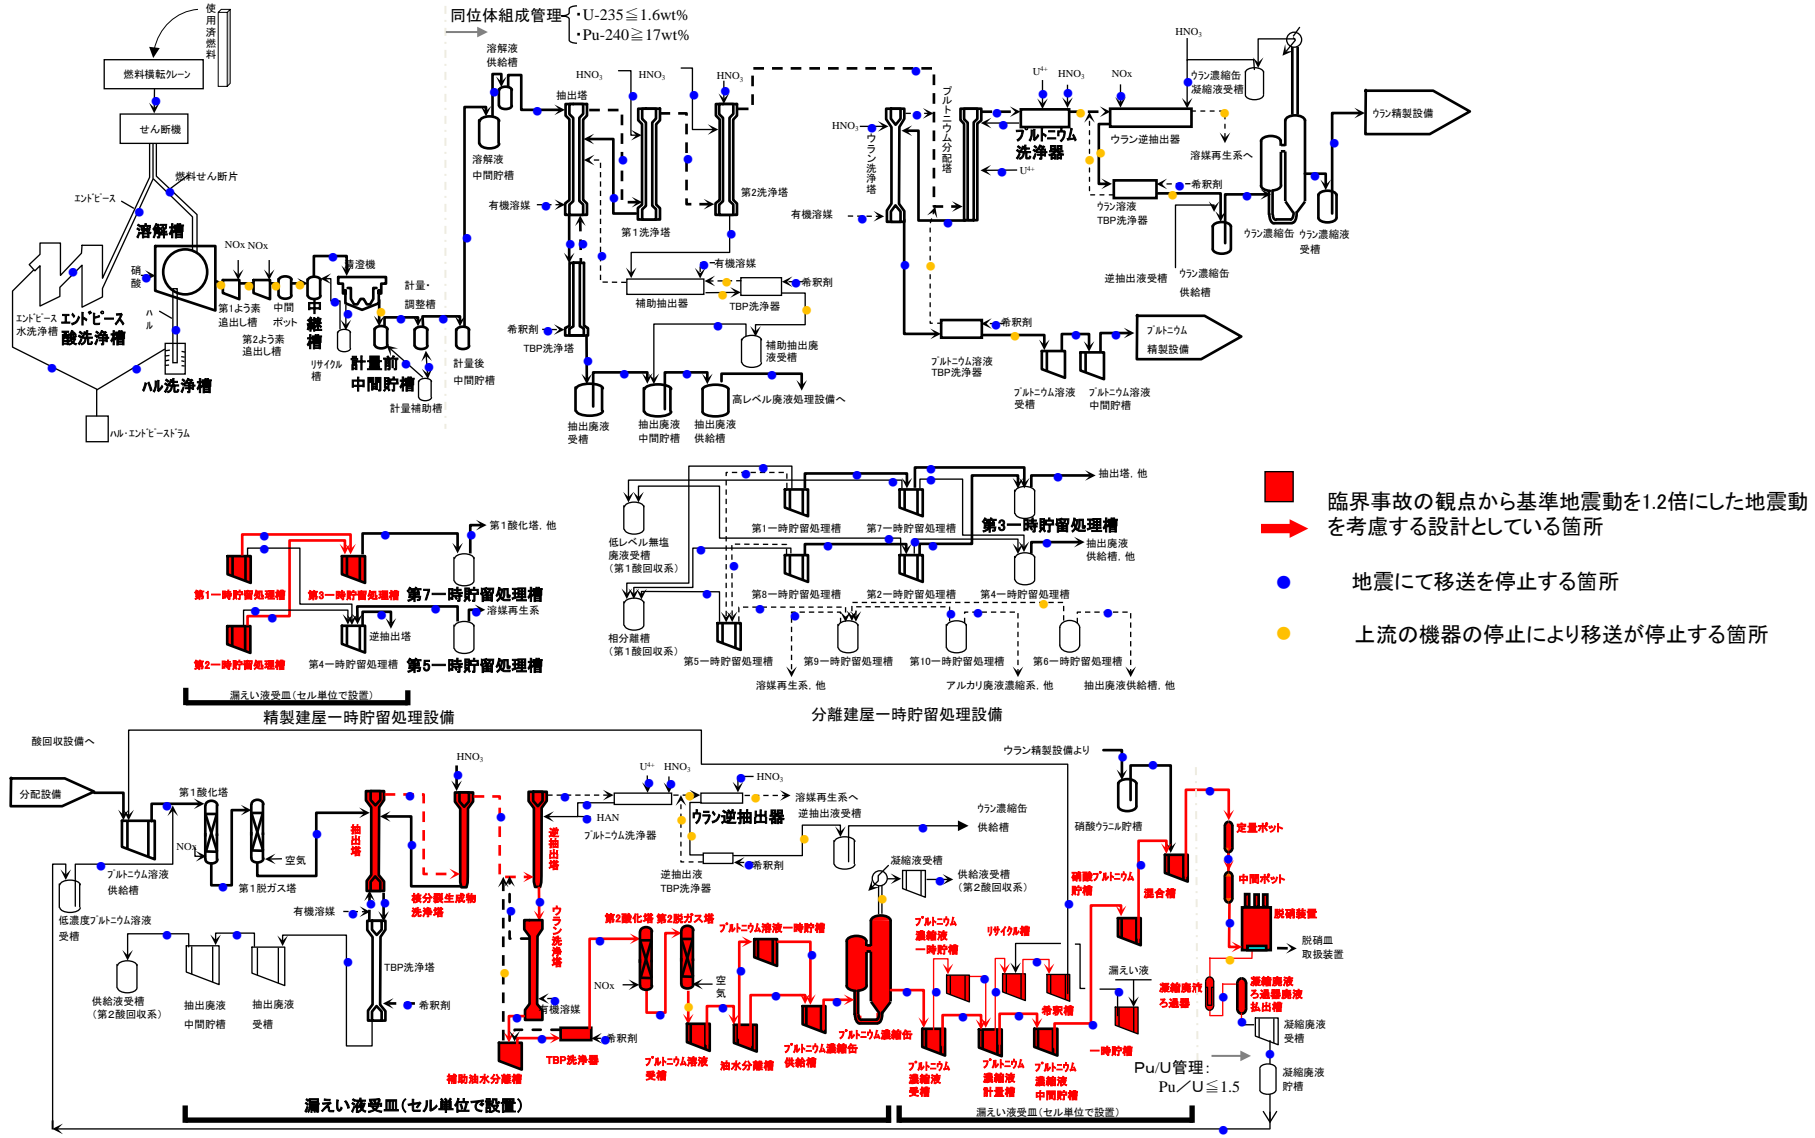 使用済燃料
燃料横転クレーン
せん断機
燃料せん断片
エンドピース
溶解槽
硝酸
NOx NOx
ハル
第1よう素
追出し槽
第2よう素
追出し槽
中間
ポット
中継槽
清澄機
リサイクル
槽
計量前
中間貯槽
計量・
調整槽
計量補助槽
計量後
中間貯槽
エンドピース
水洗浄槽
エンドピース
酸洗浄槽
ハル洗浄槽
ハル・エンドピースドラム
同位体組成管理
・U-235≦1.6wt%
・Pu-240≧17wt%
溶解液
供給槽
溶解液
中間貯槽
HNO₃
HNO₃
HNO₃
抽出塔
第1洗浄塔
第2洗浄塔
有機溶媒
希釈剤
TBP洗浄塔
有機溶媒
補助抽出器
TBP洗浄器
希釈剤
補助抽出廃
液受槽
抽出廃液
受槽
抽出廃液
中間貯槽
抽出廃液
供給槽
高レベル廃液処理設備へ
HNO₃
ウラン洗浄塔
プルトニウム分配塔
有機溶媒
U⁴⁺
U⁴⁺
HNO₃
NOx
HNO₃
プルトニウム
洗浄器
ウラン逆抽出器
溶媒再生系へ
ウラン溶液
TBP洗浄器
希釈剤
逆抽出液受槽
ウラン濃縮缶
供給槽
ウラン濃縮缶
ウラン濃縮缶
凝縮液受槽
ウラン濃縮液
受槽
ウラン精製設備
プルトニウム溶液
TBP洗浄器
希釈剤
プルトニウム溶液
受槽
プルトニウム溶液
中間貯槽
プルトニウム
精製設備
第1酸化塔, 他
第1一時貯留処理槽
第3一時貯留処理槽
第7一時貯留処理槽
溶媒再生系
逆抽出塔
第2一時貯留処理槽
第4一時貯留処理槽
第5一時貯留処理槽
漏えい液受皿(セル単位で設置)
精製建屋一時貯留処理設備
低レベル無塩
廃液受槽
(第1酸回収系)
相分離槽
(第1酸回収系)
第1一時貯留処理槽
第7一時貯留処理槽
第3一時貯留処理槽
抽出塔, 他
第8一時貯留処理槽
第2一時貯留処理槽
第4一時貯留処理槽
抽出廃液
供給槽, 他
第5一時貯留処理槽
第9一時貯留処理槽
第10一時貯留処理槽
第6一時貯留処理槽
溶媒再生系, 他
アルカリ廃液濃縮系, 他
抽出廃液供給槽, 他
分離建屋一時貯留処理設備
臨界事故の観点から基準地震動を1.2倍にした地震動
を考慮する設計としている箇所
地震にて移送を停止する箇所
上流の機器の停止により移送が停止する箇所
酸回収設備へ
分配設備
第1酸化塔
NOx
空気
第1脱ガス塔
プルトニウム溶液
供給槽
低濃度プルトニウム溶液
受槽
抽出塔
有機溶媒
HNO₃
核分裂生成物
洗浄塔
TBP洗浄塔
希釈剤
供給液受槽
(第2酸回収系)
抽出廃液
中間貯槽
抽出廃液
受槽
逆抽出塔
HAN
U⁴⁺
HNO₃
HNO₃
プルトニウム洗浄器
ウラン逆抽出器
溶媒再生系へ
逆抽出液受槽
逆抽出液
TBP洗浄器
希釈剤
ウラン濃縮缶
供給槽
ウラン洗浄塔
有機溶媒
補助油水分離槽
TBP洗浄器
希釈剤
第2酸化塔
第2脱ガス塔
NOx
空気
プルトニウム溶液
受槽
油水分離槽
プルトニウム溶液一時貯槽
プルトニウム濃縮缶
供給槽
プルトニウム濃縮缶
凝縮液受槽
供給液受槽
(第2酸回収系)
プルトニウム
濃縮液
一時貯槽
リサイクル槽
希釈槽
漏えい液
一時貯槽
プルトニウム
濃縮液
受槽
プルトニウム
濃縮液
計量槽
プルトニウム
濃縮液
中間貯槽
ウラン精製設備より
硝酸ウラニル貯槽
硝酸プルトニウム
貯槽
混合槽
定量ポット
中間ポット
脱硝装置
脱硝皿
取扱装置
凝縮廃液
ろ過器
凝縮廃液
ろ過器廃液
払出槽
凝縮廃液
受槽
凝縮廃液
貯槽
Pu/U管理:
Pu/U≦1.5
漏えい液受皿(セル単位で設置)
漏えい液受皿(セル単位で設置)